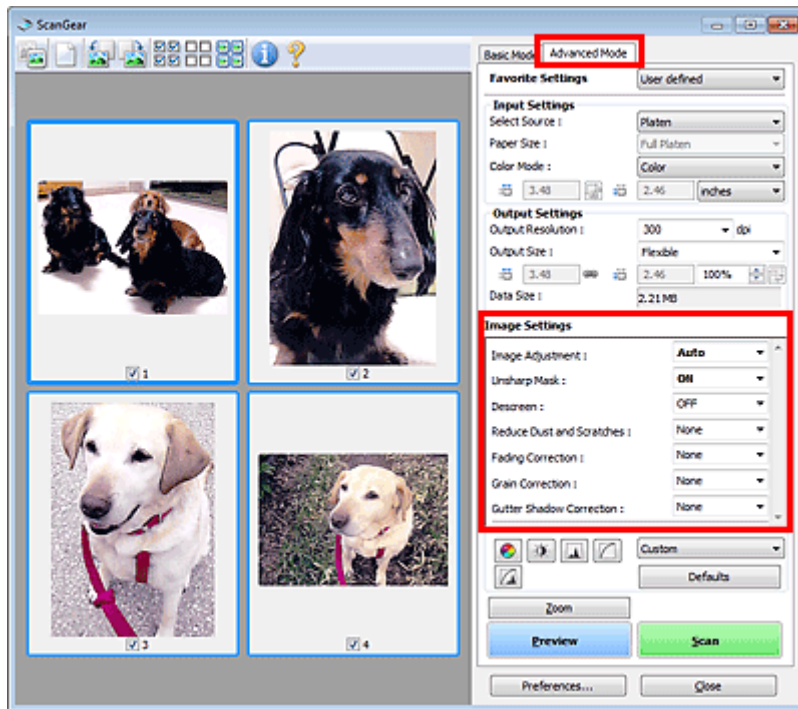 ScanGear
Basic Mode Advanced Mode
Favorite Settings User defined
Input Settings
Select Source : Platen
Paper Size : Full Platen
Color Mode : Color
3.48 2.46 inches
Output Settings
Output Resolution : 300 dpi
Output Size : Flexible
3.48 2.46 100%
Data Size : 2.21 MB
Image Settings
Image Adjustment : Auto
Unsharp Mask : ON
Descreen : OFF
Reduce Dust and Scratches : None
Fading Correction : None
Grain Correction : None
Gutter Shadow Correction : None
Custom
Defaults
Zoom
Preview Scan
Preferences... Close
1
2
3
4